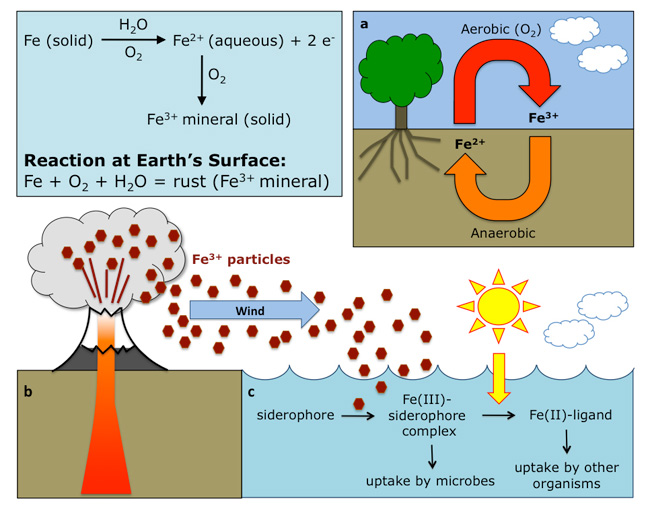 H₂O
Fe (solid) → Fe²⁺ (aqueous) + 2 e⁻
O₂
O₂
Fe³⁺ mineral (solid)
Reaction at Earth's Surface:
Fe + O₂ + H₂O = rust (Fe³⁺ mineral)
a
Aerobic (O₂)
Fe³⁺
Fe²⁺
Anaerobic
Fe³⁺ particles
Wind
b
c
siderophore
Fe(III)-
siderophore
complex
Fe(II)-ligand
uptake by microbes
uptake by other
organisms